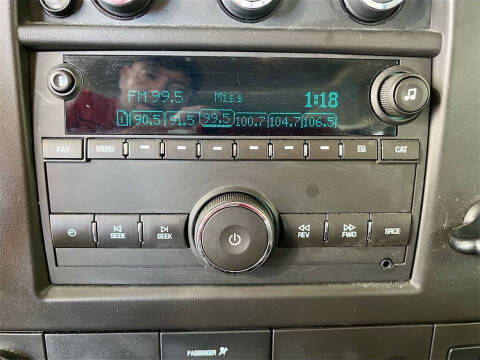 FM 99.5 Miss 1:18
1 90.5 91.5 99.5 100.7 104.7 106.5
FAV MENU EQ CAT
SEEK SEEK REV FWD SRCE
PASSENGER